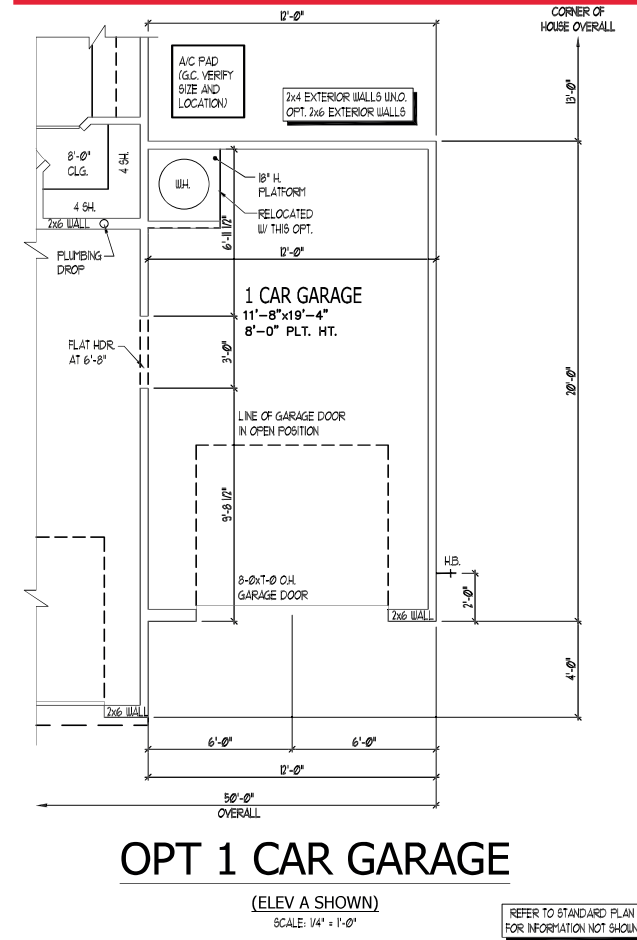 12'-0"
CORNER OF
HOUSE OVERALL
A/C PAD
(G.C. VERIFY
SIZE AND
LOCATION)
2x4 EXTERIOR WALLS U.N.O.
OPT. 2x6 EXTERIOR WALLS
13'-0"
8'-0"
CLG.
4 SH.
4 SH.
W.H.
18" H.
PLATFORM
RELOCATED
W/ THIS OPT.
2x6 WALL
6'-11 1/2"
12'-0"
PLUMBING
DROP
1 CAR GARAGE
11'-8"x19'-4"
8'-0" PLT. HT.
FLAT HDR.
AT 6'-8"
3'-0"
20'-0"
LINE OF GARAGE DOOR
IN OPEN POSITION
9'-8 1/2"
H.B.
8-0x7-0 O.H.
GARAGE DOOR
2'-0"
2x6 WALL
4'-0"
2x6 WALL
6'-0"
6'-0"
12'-0"
50'-0"
OVERALL
OPT 1 CAR GARAGE
(ELEV A SHOWN)
SCALE: 1/4" = 1'-0"
REFER TO STANDARD PLAN
FOR INFORMATION NOT SHOWN